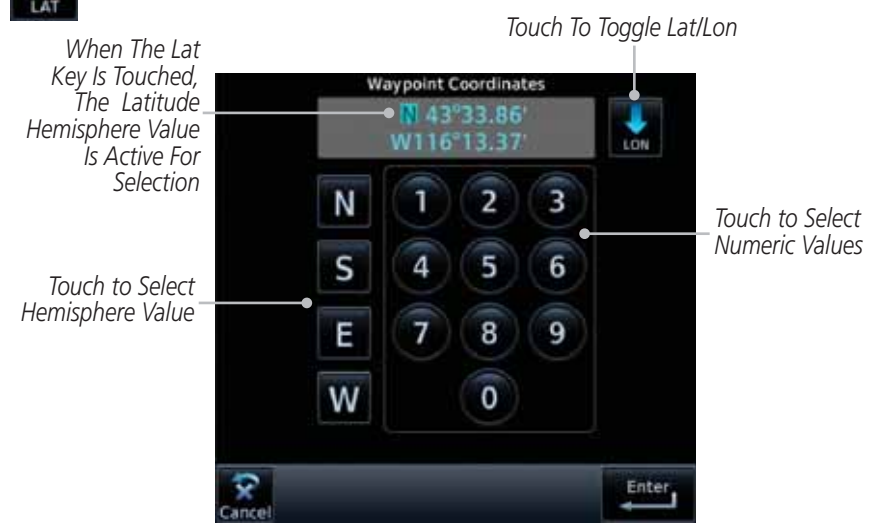 LAT
Touch To Toggle Lat/Lon
When The Lat
Key Is Touched,
The Latitude
Hemisphere Value
Is Active For
Selection
Waypoint Coordinates
N 43°33.86'
W116°13.37'
LON
N
1 2 3
Touch to Select
Numeric Values
S
4 5 6
Touch to Select
Hemisphere Value
E
7 8 9
W
0
Cancel
Enter